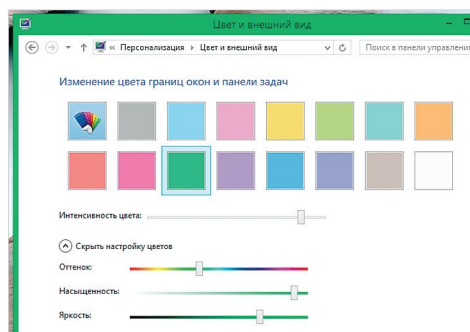 Цвет и внешний вид
« Персонализация › Цвет и внешний вид
Поиск в панели управления
Изменение цвета границ окон и панели задач
Интенсивность цвета:
Скрыть настройку цветов
Оттенок:
Насыщенность:
Яркость: